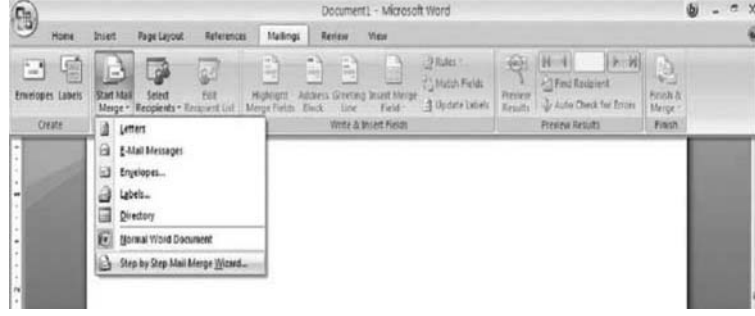 Document1 - Microsoft Word
Home Insert Page Layout References Mailings Review View
Envelopes Labels Start Mail Merge Select Recipients Edit Recipient List Highlight Merge Fields Address Block Greeting Line Insert Merge Field Rules Match Fields Update Labels Preview Results Find Recipient Auto Check for Errors Finish & Merge
Create Write & Insert Fields Preview Results Finish
Letters
E-Mail Messages
Envelopes...
Labels...
Directory
Normal Word Document
Step by Step Mail Merge Wizard...